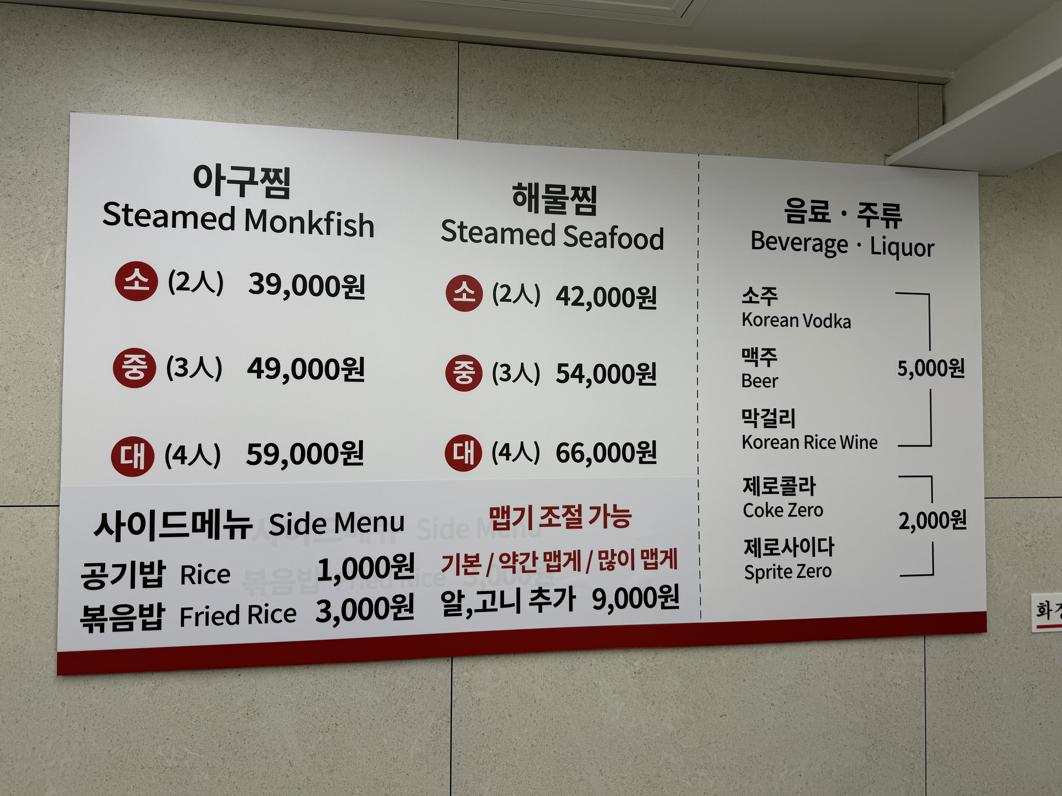 아구찜
Steamed Monkfish
소 (2人) 39,000원
중 (3人) 49,000원
대 (4人) 59,000원
해물찜
Steamed Seafood
소 (2人) 42,000원
중 (3人) 54,000원
대 (4人) 66,000원
사이드메뉴 Side Menu
공기밥 Rice 1,000원
볶음밥 Fried Rice 3,000원
맵기 조절 가능
기본 / 약간 맵게 / 많이 맵게
알,고니 추가 9,000원
음료 · 주류
Beverage · Liquor
소주
Korean Vodka
맥주
Beer
막걸리
Korean Rice Wine
5,000원
제로콜라
Coke Zero
제로사이다
Sprite Zero
2,000원